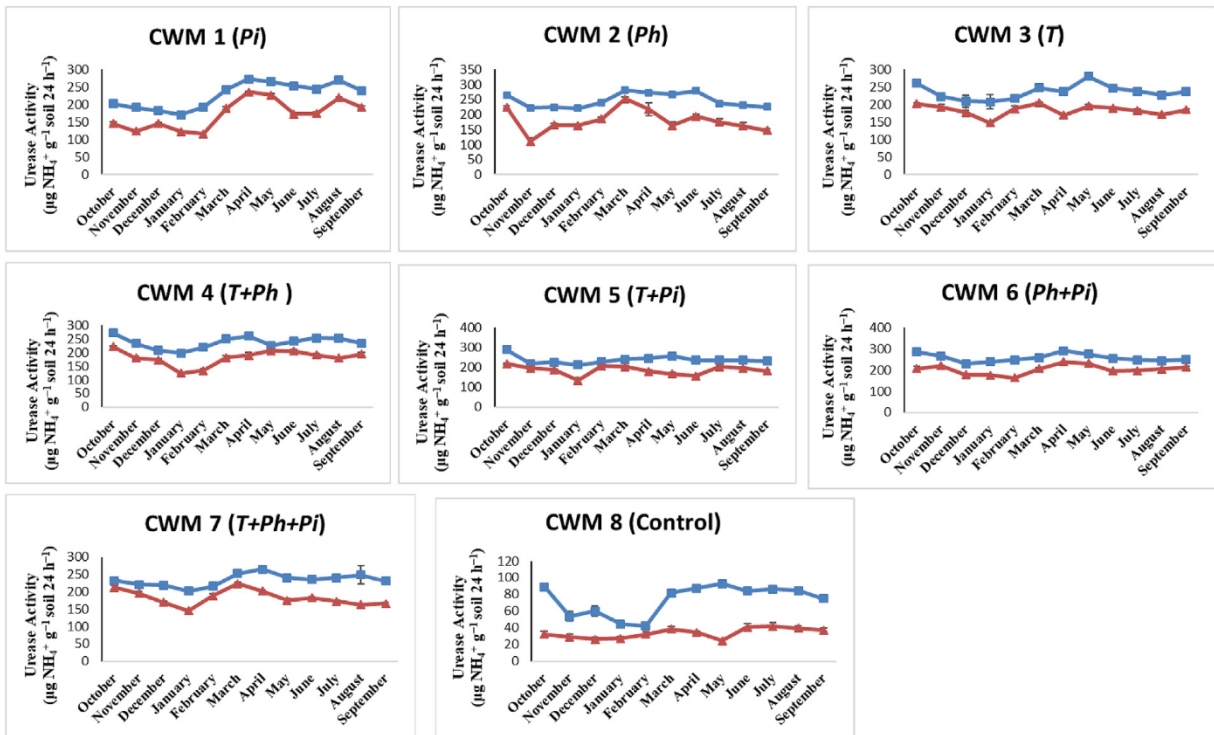 CWM 1 (Pi)
Urease Activity
(µg NH₄⁺ g⁻¹ soil 24 h⁻¹)
300
250
200
150
100
50
0
October
November
December
January
February
March
April
May
June
July
August
September
CWM 2 (Ph)
Urease Activity
(µg NH₄⁺ g⁻¹ soil 24 h⁻¹)
350
300
250
200
150
100
50
0
October
November
December
January
February
March
April
May
June
July
August
September
CWM 3 (T)
Urease Activity
(µg NH₄⁺ g⁻¹ soil 24 h⁻¹)
300
250
200
150
100
50
0
October
November
December
January
February
March
April
May
June
July
August
September
CWM 4 (T+Ph )
Urease Activity
(µg NH₄⁺ g⁻¹ soil 24 h⁻¹)
300
250
200
150
100
50
0
October
November
December
January
February
March
April
May
June
July
August
September
CWM 5 (T+Pi)
Urease Activity
(µg NH₄⁺ g⁻¹ soil 24 h⁻¹)
400
300
200
100
0
October
November
December
January
February
March
April
May
June
July
August
September
CWM 6 (Ph+Pi)
Urease Activity
(µg NH₄⁺ g⁻¹ soil 24 h⁻¹)
400
300
200
100
0
October
November
December
January
February
March
April
May
June
July
August
September
CWM 7 (T+Ph+Pi)
Urease Activity
(µg NH₄⁺ g⁻¹ soil 24 h⁻¹)
300
250
200
150
100
50
0
October
November
December
January
February
March
April
May
June
July
August
September
CWM 8 (Control)
Urease Activity
(µg NH₄⁺ g⁻¹ soil 24 h⁻¹)
120
100
80
60
40
20
0
October
November
December
January
February
March
April
May
June
July
August
September